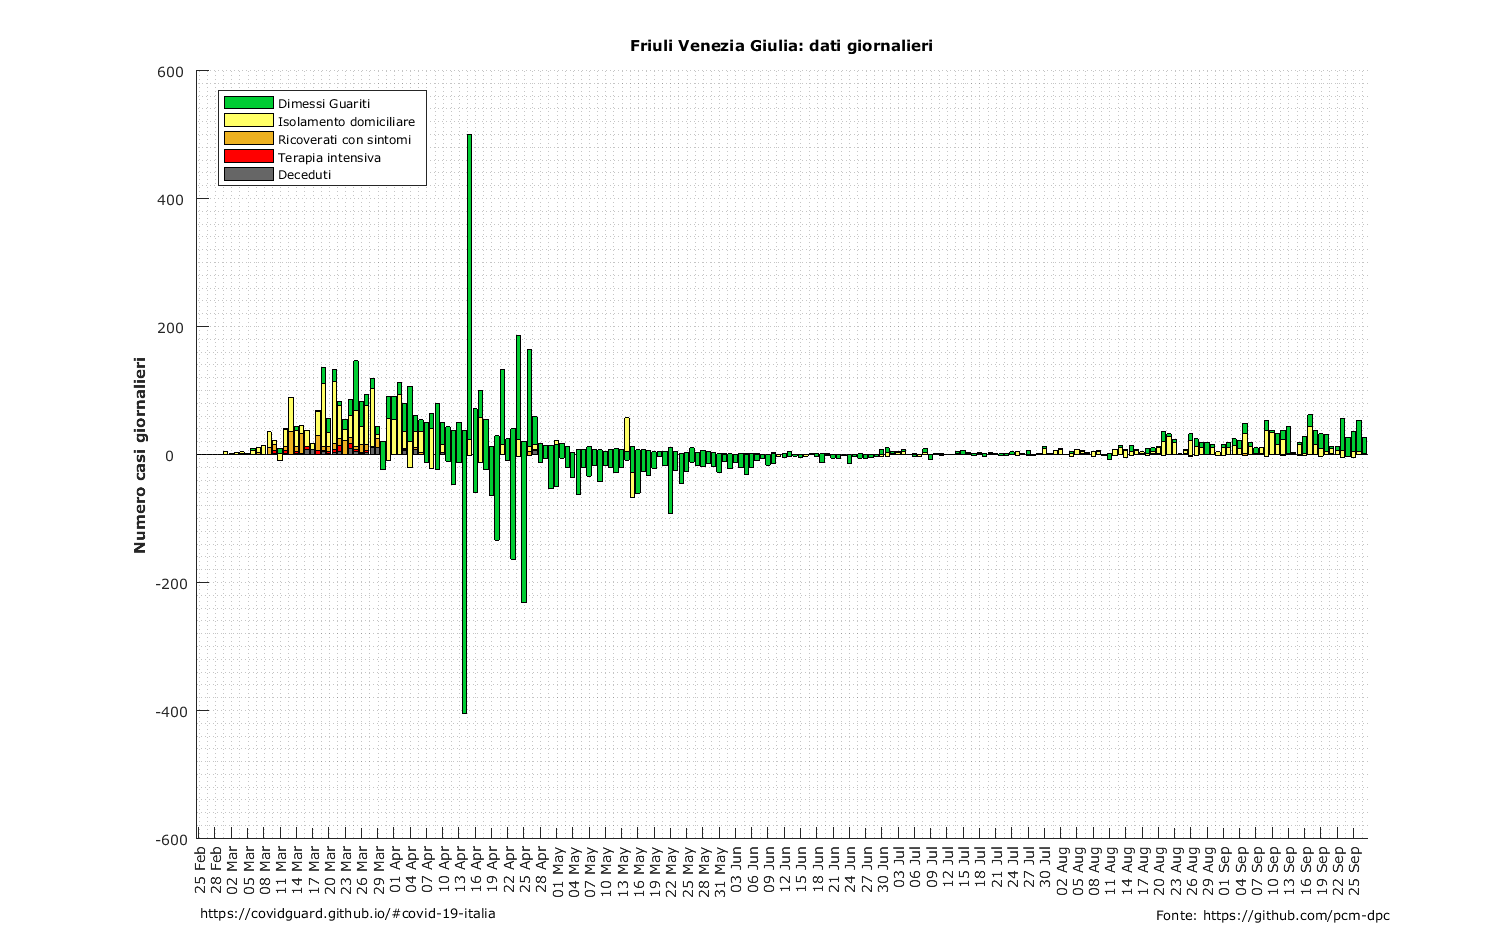 Friuli Venezia Giulia: dati giornalieri
600
400
200
0
-200
-400
-600
Numero casi giornalieri
Dimessi Guariti
Isolamento domiciliare
Ricoverati con sintomi
Terapia intensiva
Deceduti
25 Feb
28 Feb
02 Mar
05 Mar
08 Mar
11 Mar
14 Mar
17 Mar
20 Mar
23 Mar
26 Mar
29 Mar
01 Apr
04 Apr
07 Apr
10 Apr
13 Apr
16 Apr
19 Apr
22 Apr
25 Apr
28 Apr
01 May
04 May
07 May
10 May
13 May
16 May
19 May
22 May
25 May
28 May
31 May
03 Jun
06 Jun
09 Jun
12 Jun
15 Jun
18 Jun
21 Jun
24 Jun
27 Jun
30 Jun
03 Jul
06 Jul
09 Jul
12 Jul
15 Jul
18 Jul
21 Jul
24 Jul
27 Jul
30 Jul
02 Aug
05 Aug
08 Aug
11 Aug
14 Aug
17 Aug
20 Aug
23 Aug
26 Aug
29 Aug
01 Sep
04 Sep
07 Sep
10 Sep
13 Sep
16 Sep
19 Sep
22 Sep
25 Sep
https://covidguard.github.io/#covid-19-italia
Fonte: https://github.com/pcm-dpc